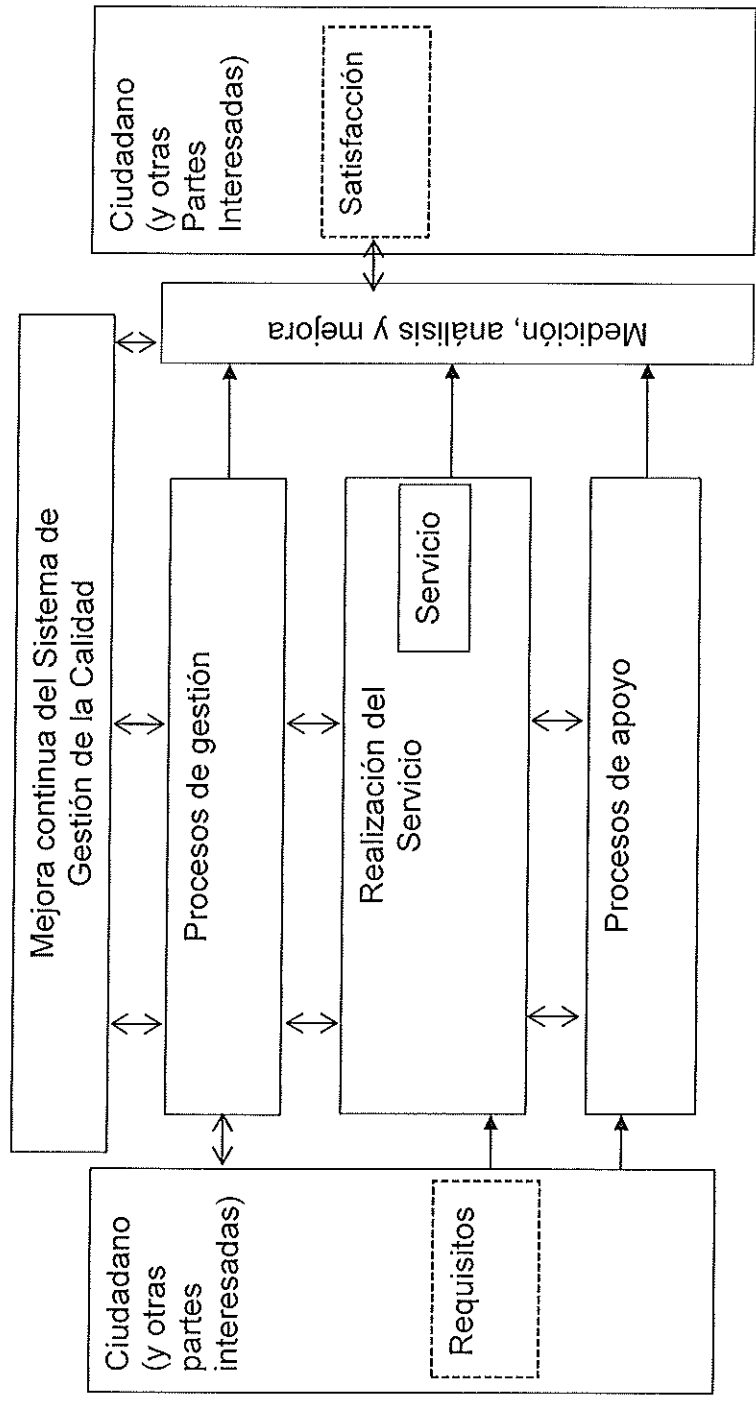 Mejora continua del Sistema de
Gestión de la Calidad
Ciudadano
(y otras
partes
interesadas)
Requisitos
Procesos de gestión
Realización del
Servicio
Servicio
Procesos de apoyo
Medición, análisis y mejora
Ciudadano
(y otras
Partes
Interesadas)
Satisfacción